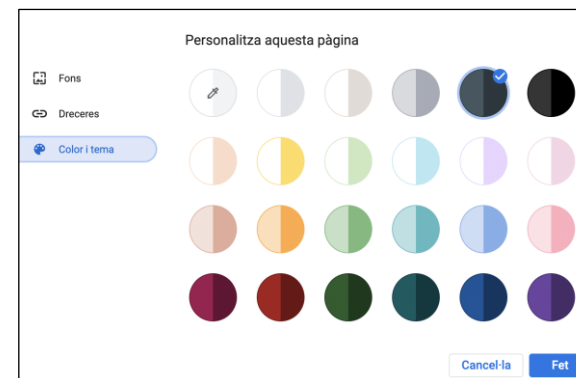 Personalitza aquesta pàgina
Fons
Dreceres
Color i tema
Cancel·la
Fet